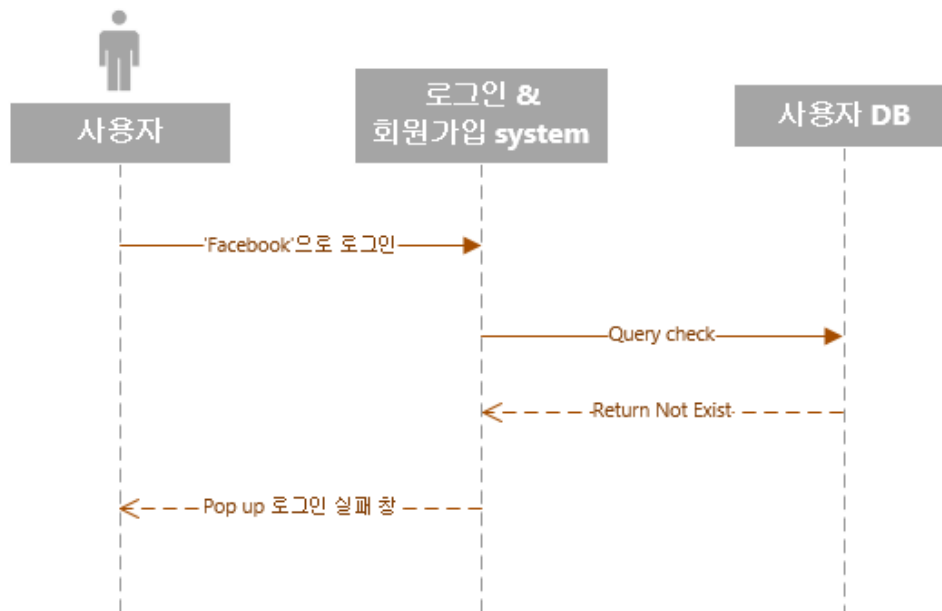 사용자
로그인 &
회원가입 system
사용자 DB
'Facebook'으로 로그인
Query check
Return Not Exist
Pop up 로그인 실패 창